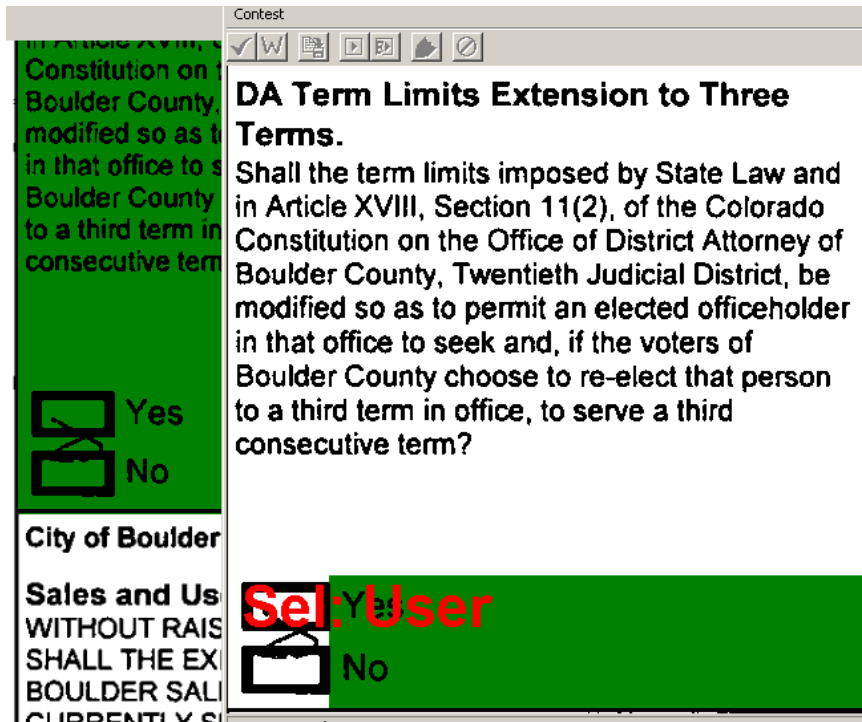 Contest
W
in Article XVIII,
Constitution on
Boulder County,
modified so as t
in that office to s
Boulder County
to a third term in
consecutive term
Yes
No
City of Boulder
Sales and Us
WITHOUT RAIS
SHALL THE EX
BOULDER SAL
CURRENTLY S
DA Term Limits Extension to Three
Terms.
Shall the term limits imposed by State Law and
in Article XVIII, Section 11(2), of the Colorado
Constitution on the Office of District Attorney of
Boulder County, Twentieth Judicial District, be
modified so as to permit an elected officeholder
in that office to seek and, if the voters of
Boulder County choose to re-elect that person
to a third term in office, to serve a third
consecutive term?
Sel: User
Yes
No